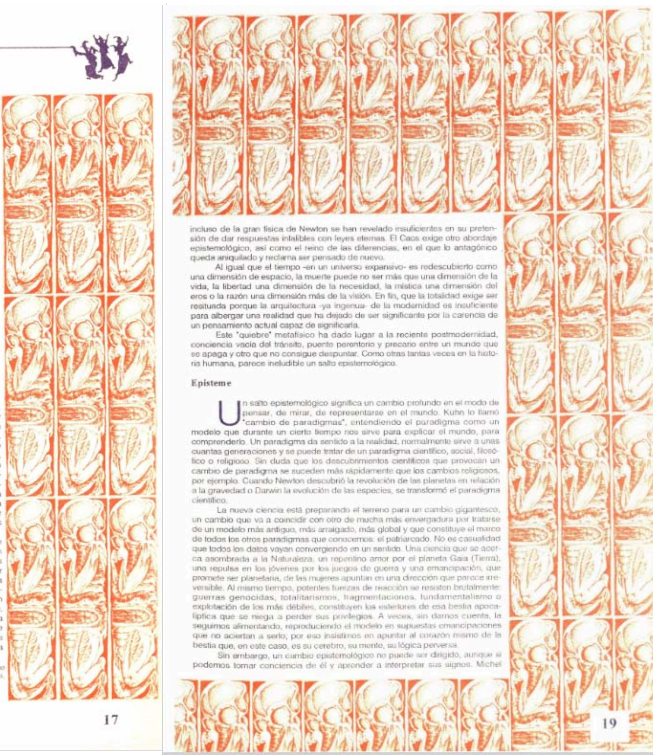 17
incluso de la gran física de Newton se han revelado insuficientes en su preten-
sión de dar respuestas infalibles con leyes eternas. El Caos exige otro abordaje
epistemológico, así como el reino de las diferencias, en el que lo antagónico
queda aniquilado y reclama ser pensado de nuevo.
Al igual que el tiempo -en un universo expansivo- es redescubierto como
una dimensión de espacio, la muerte puede no ser más que una dimensión de la
vida, la libertad una dimensión de la necesidad, la mística una dimensión del
eros o la razón una dimensión más de la visión. En fin, que la totalidad exige ser
resituada porque la arquitectura -ya ingenua- de la modernidad es insuficiente
para albergar una realidad que ha dejado de ser significante por la carencia de
un pensamiento actual capaz de significarla.
Este "quiebre" metafísico ha dado lugar a la reciente postmodernidad,
conciencia vacía del tránsito, puente perentorio y precario entre un mundo que
se apaga y otro que no consigue despuntar. Como otras tantas veces en la histo-
ria humana, parece ineludible un salto epistemológico.
Episteme
Un salto epistemológico significa un cambio profundo en el modo de
pensar, de mirar, de representarse en el mundo. Kuhn lo llamó
"cambio de paradigmas", entendiendo el paradigma como un
modelo que durante un cierto tiempo nos sirve para explicar el mundo, para
comprenderlo. Un paradigma da sentido a la realidad, normalmente sirve a unas
cuantas generaciones y se puede tratar de un paradigma científico, social, filosó-
fico o religioso. Sin duda que los descubrimientos científicos que provocan un
cambio de paradigma se suceden más rápidamente que los cambios religiosos,
por ejemplo. Cuando Newton descubrió la revolución de las planetas en relación
a la gravedad o Darwin la evolución de las especies, se transformó el paradigma
científico.
La nueva ciencia está preparando el terreno para un cambio gigantesco,
un cambio que va a coincidir con otro de mucha más envergadura por tratarse
de un modelo más antiguo, más arraigado, más global y que constituye el marco
de todos los otros paradigmas que conocemos: el patriarcado. No es casualidad
que todos los datos vayan convergiendo en un sentido. Una ciencia que se acer-
ca asombrada a la Naturaleza, un repentino amor por el planeta Gaia (Tierra),
una repulsa en los jóvenes por los juegos de guerra y una emancipación, que
promete ser planetaria, de las mujeres apuntan en una dirección que parece irre-
versible. Al mismo tiempo, potentes fuerzas de reacción se resisten brutalmente:
guerras genocidas, totalitarismos, fragmentaciones, fundamentalismo o
explotación de los más débiles, constituyen los estertores de esa bestia apoca-
líptica que se niega a perder sus privilegios. A veces, sin darnos cuenta, la
seguimos alimentando, reproduciendo el modelo en supuestas emancipaciones
que no aciertan a serlo; por eso insistimos en apuntar al corazón mismo de la
bestia que, en este caso, es su cerebro, su mente, su lógica perversa.
Sin embargo, un cambio epistemológico no puede ser dirigido, aunque sí
podemos tomar conciencia de él y aprender a interpretar sus signos. Michel
19